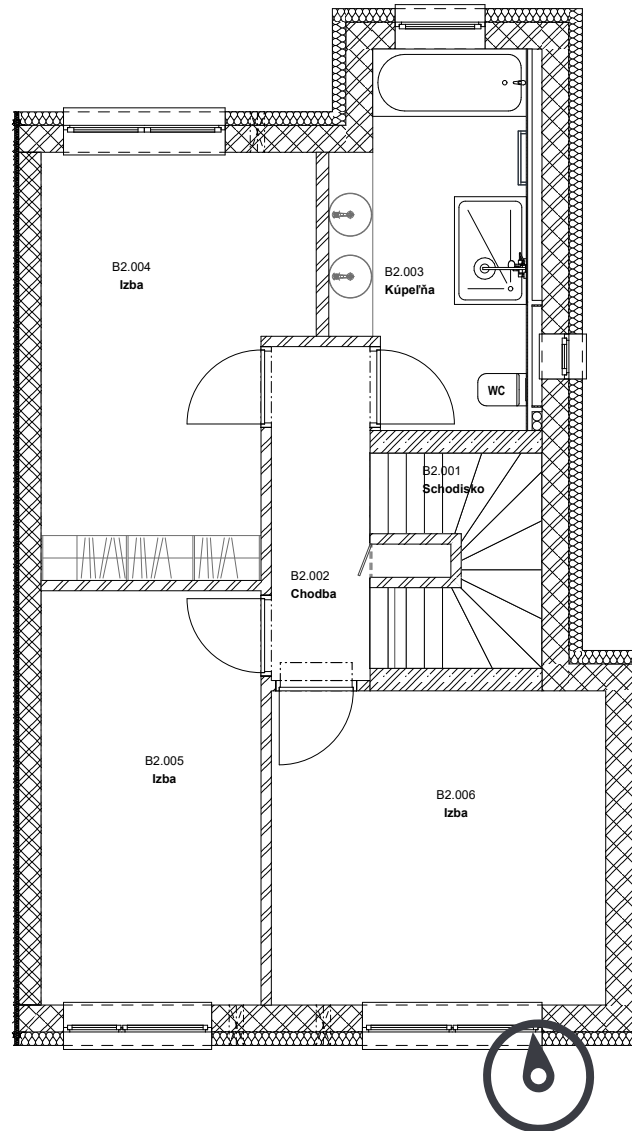 B2.004
Izba
B2.003
Kúpeľňa
WC
B2.001
Schodisko
B2.002
Chodba
B2.005
Izba
B2.006
Izba